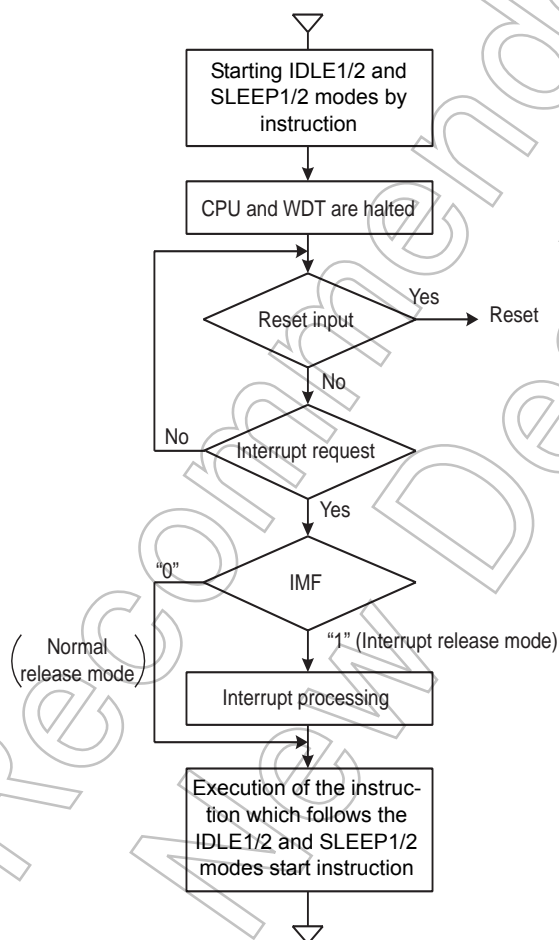 Starting IDLE1/2 and
SLEEP1/2 modes by
instruction
CPU and WDT are halted
Reset input
Yes
Reset
No
No
Interrupt request
Yes
“0”
IMF
Normal
release mode
“1” (Interrupt release mode)
Interrupt processing
Execution of the instruc-
tion which follows the
IDLE1/2 and SLEEP1/2
modes start instruction